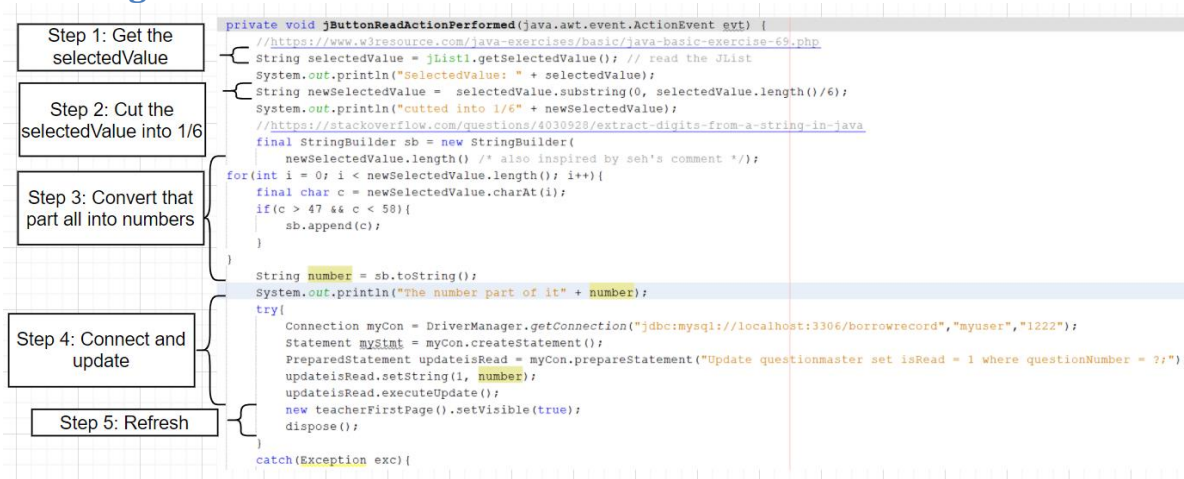 Step 1: Get the
selectedValue
Step 2: Cut the
selectedValue into 1/6
Step 3: Convert that
part all into numbers
Step 4: Connect and
update
Step 5: Refresh
private void jButtonReadActionPerformed(java.awt.event.ActionEvent evt) {
//https://www.w3resource.com/java-exercises/basic/java-basic-exercise-69.php
String selectedValue = jList1.getSelectedValue(); // read the JList
System.out.println("SelectedValue: " + selectedValue);
String newSelectedValue =  selectedValue.substring(0, selectedValue.length()/6);
System.out.println("cutted into 1/6" + newSelectedValue);
//https://stackoverflow.com/questions/4030928/extract-digits-from-a-string-in-java
final StringBuilder sb = new StringBuilder(
newSelectedValue.length() /* also inspired by seh's comment */);
for(int i = 0; i < newSelectedValue.length(); i++){
final char c = newSelectedValue.charAt(i);
if(c > 47 && c < 58){
sb.append(c);
}
}
String number = sb.toString();
System.out.println("The number part of it" + number);
try{
Connection myCon = DriverManager.getConnection("jdbc:mysql://localhost:3306/borrowrecord","myuser","1222");
Statement myStmt = myCon.createStatement();
PreparedStatement updateisRead = myCon.prepareStatement("Update questionmaster set isRead = 1 where questionNumber = ?;")
updateisRead.setString(1, number);
updateisRead.executeUpdate();
new teacherFirstPage().setVisible(true);
dispose();
}
catch(Exception exc){